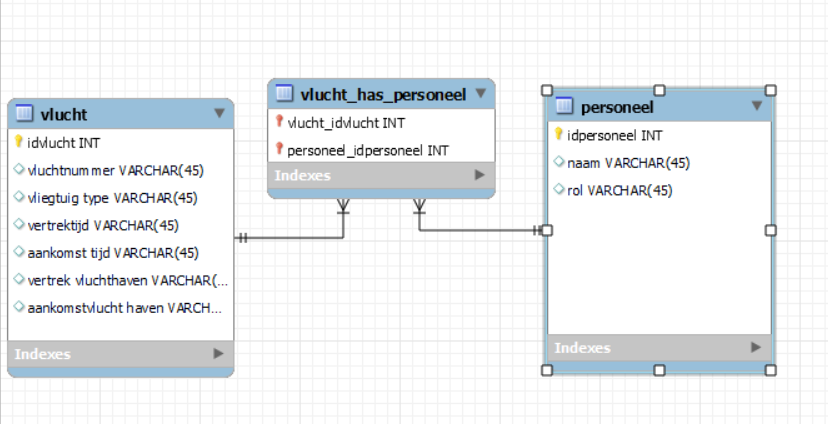 vlucht
idvlucht INT
vluchtnummer VARCHAR(45)
vliegtuig type VARCHAR(45)
vertrektijd VARCHAR(45)
aankomst tijd VARCHAR(45)
vertrek vluchthaven VARCHAR(...
aankomstvlucht haven VARCH...
Indexes
vlucht_has_personeel
vlucht_idvlucht INT
personeel_idpersoneel INT
Indexes
personeel
idpersoneel INT
naam VARCHAR(45)
rol VARCHAR(45)
Indexes